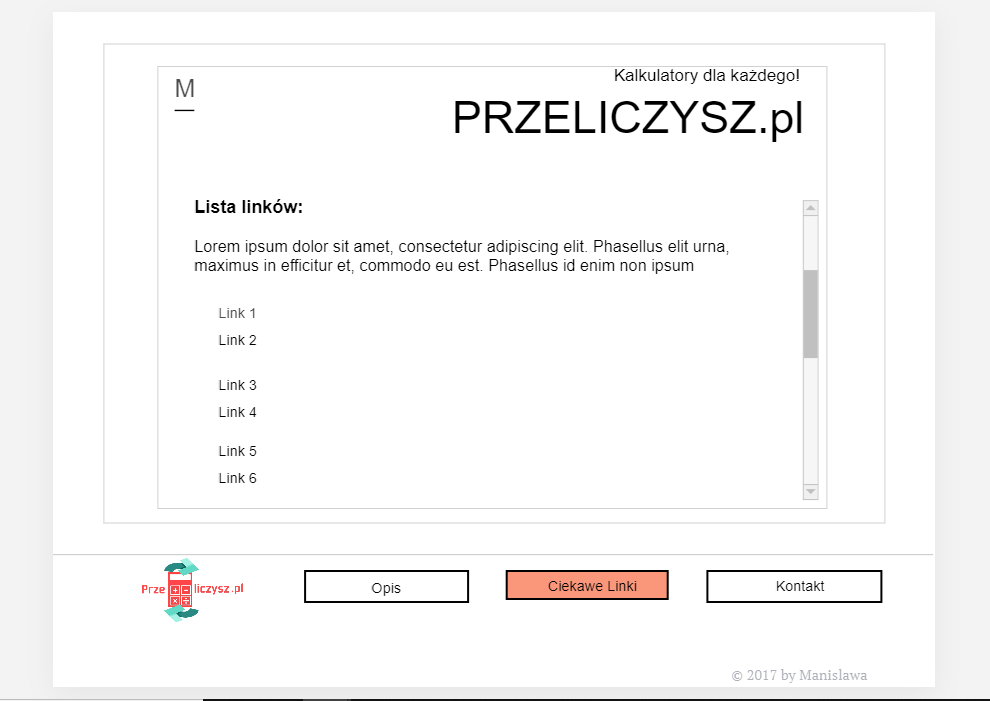 Kalkulatory dla każdego!
M
PRZELICZYSZ.pl
Lista linków:
Lorem ipsum dolor sit amet, consectetur adipiscing elit. Phasellus elit urna,
maximus in efficitur et, commodo eu est. Phasellus id enim non ipsum
Link 1
Link 2
Link 3
Link 4
Link 5
Link 6
Prze liczysz.pl
Opis
Ciekawe Linki
Kontakt
© 2017 by Manislawa